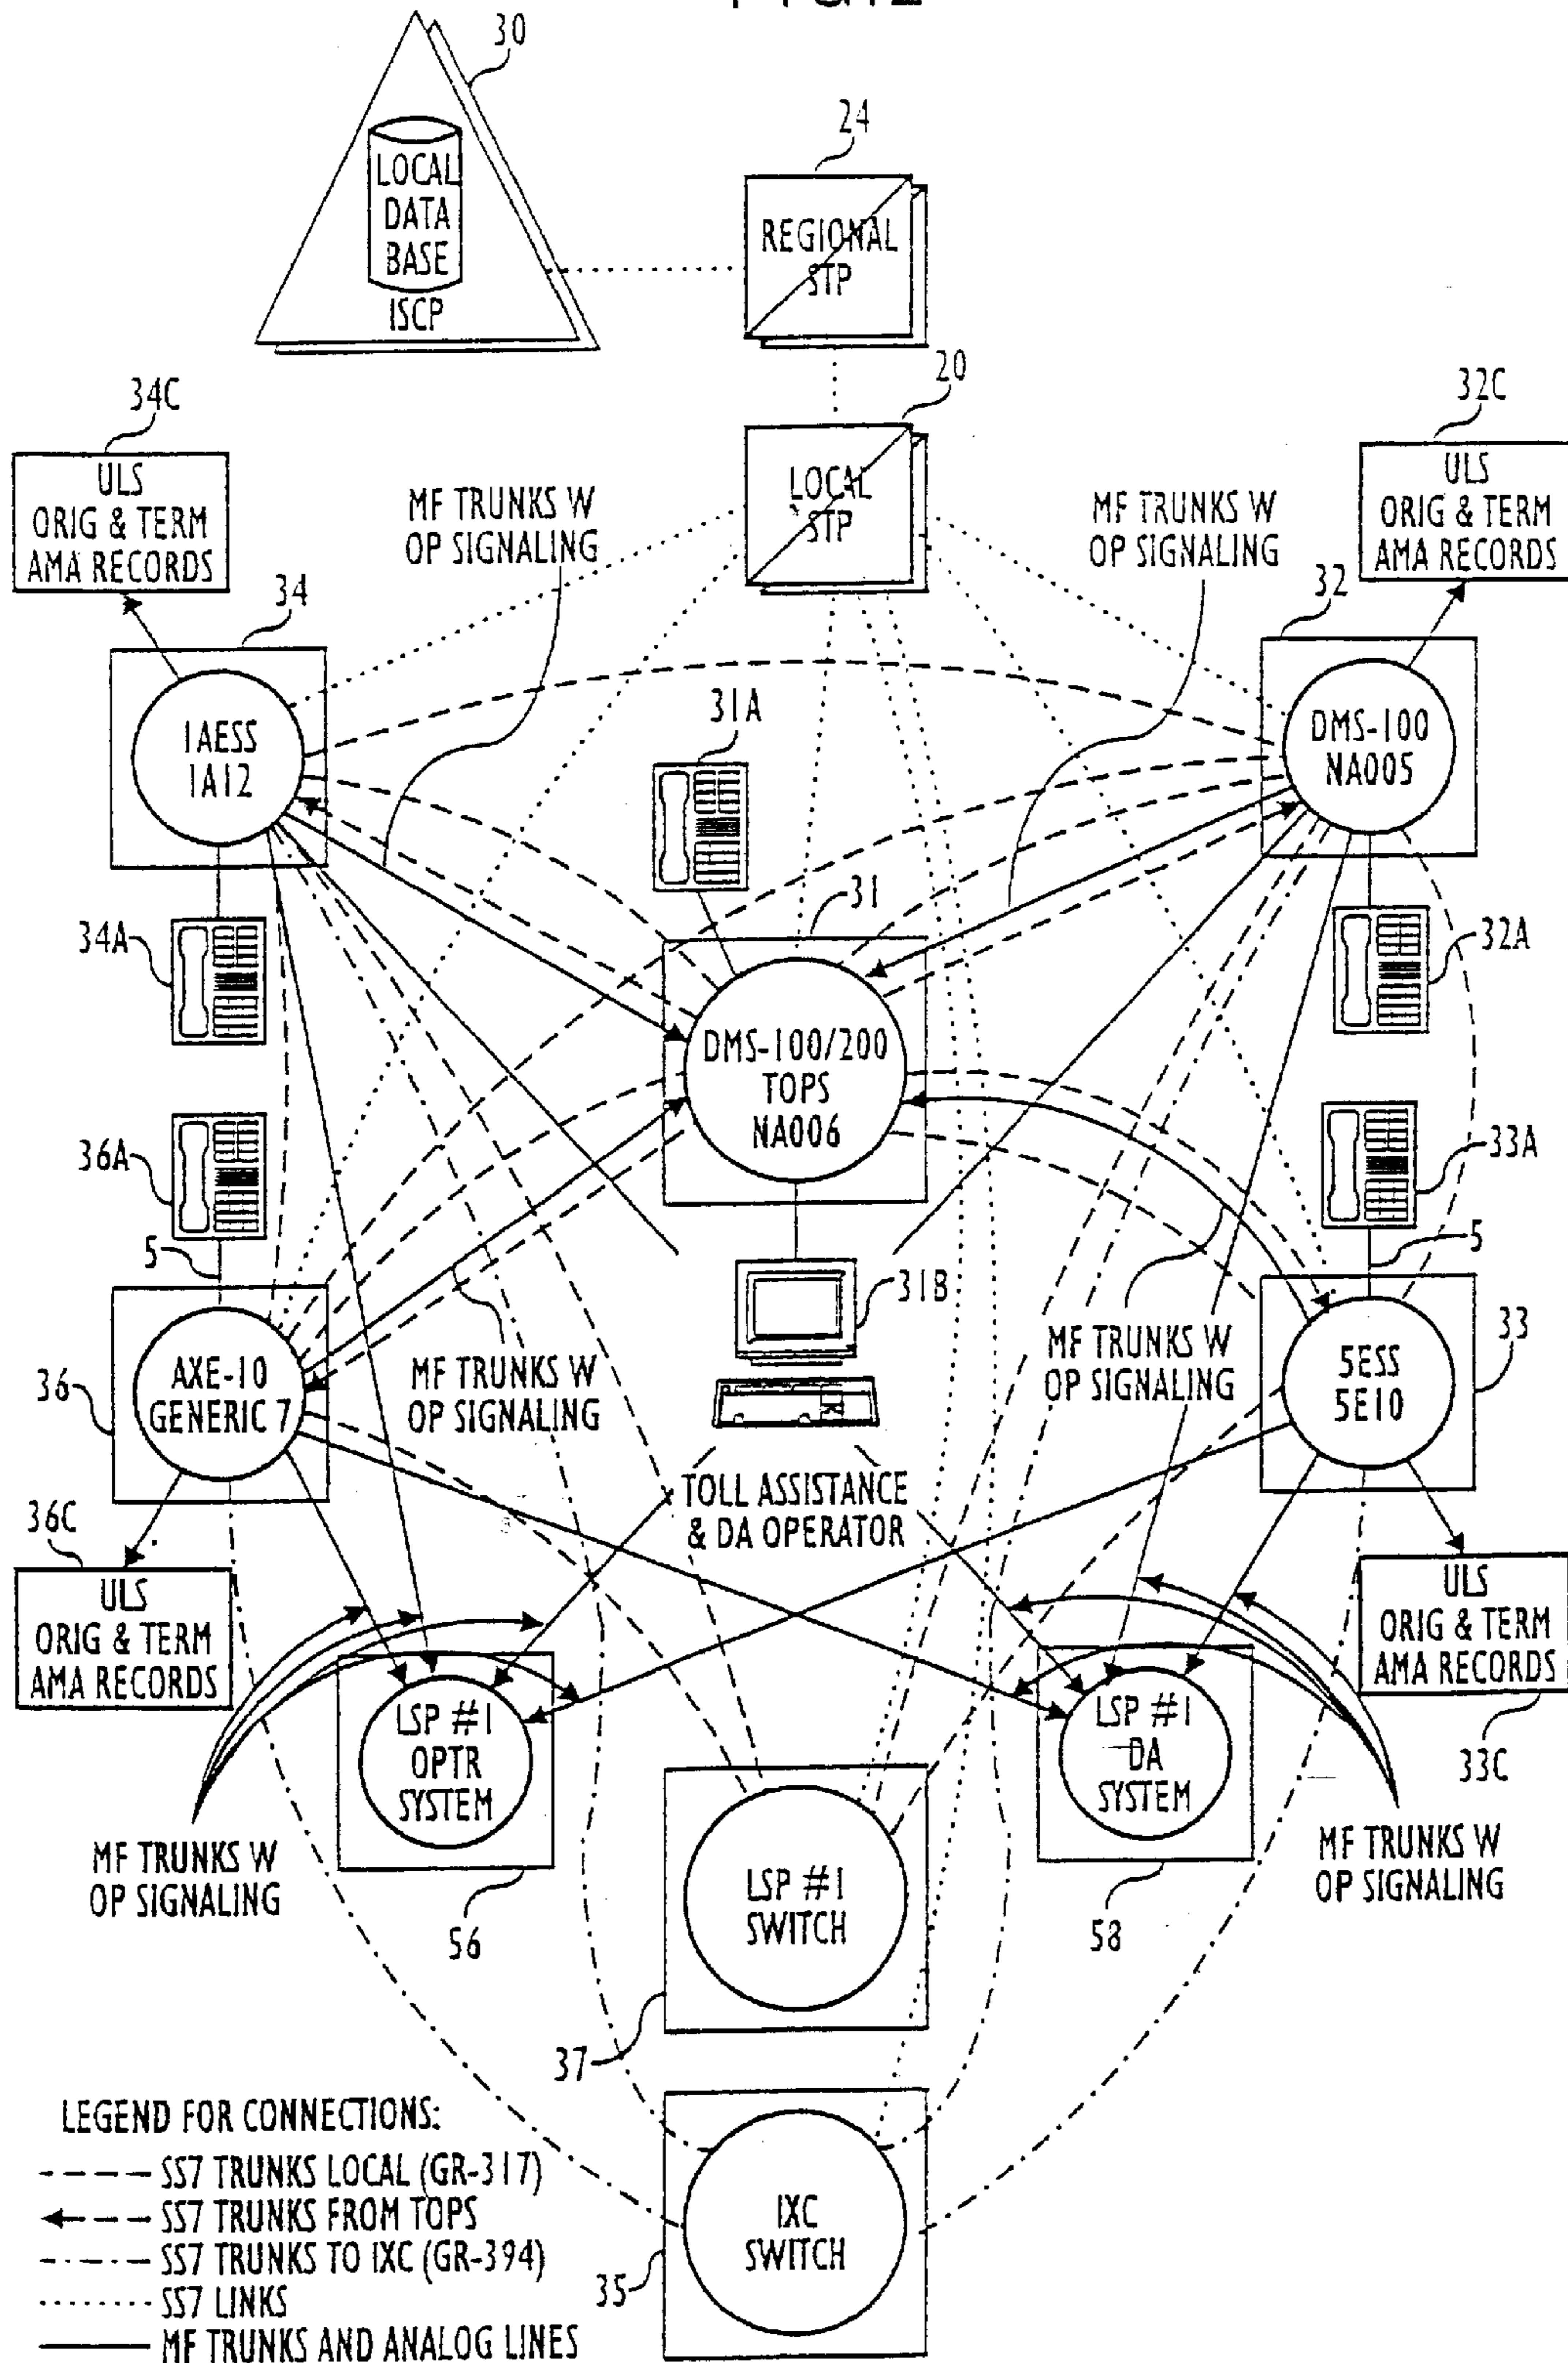 30
LOCAL
DATA
BASE
ISCP
24
REGIONAL
STP
20
LOCAL
STP
34C
ULS
ORIG & TERM
AMA RECORDS
MF TRUNKS W
OP SIGNALING
MF TRUNKS W
OP SIGNALING
32C
ULS
ORIG & TERM
AMA RECORDS
34
1AESS
1A12
31A
32
DMS-100
NA005
34A
31
DMS-100/200
TOPS
NA006
32A
36A
5
33A
5
31B
36
AXE-10
GENERIC 7
MF TRUNKS W
OP SIGNALING
MF TRUNKS W
OP SIGNALING
5ESS
5E10
33
TOLL ASSISTANCE
& DA OPERATOR
36C
ULS
ORIG & TERM
AMA RECORDS
ULS
ORIG & TERM
AMA RECORDS
33C
LSP #1
OPTR
SYSTEM
56
LSP #1
DA
SYSTEM
58
MF TRUNKS W
OP SIGNALING
MF TRUNKS W
OP SIGNALING
LSP #1
SWITCH
37
IXC
SWITCH
35
LEGEND FOR CONNECTIONS:
SS7 TRUNKS LOCAL (GR-317)
SS7 TRUNKS FROM TOPS
SS7 TRUNKS TO IXC (GR-394)
SS7 LINKS
MF TRUNKS AND ANALOG LINES